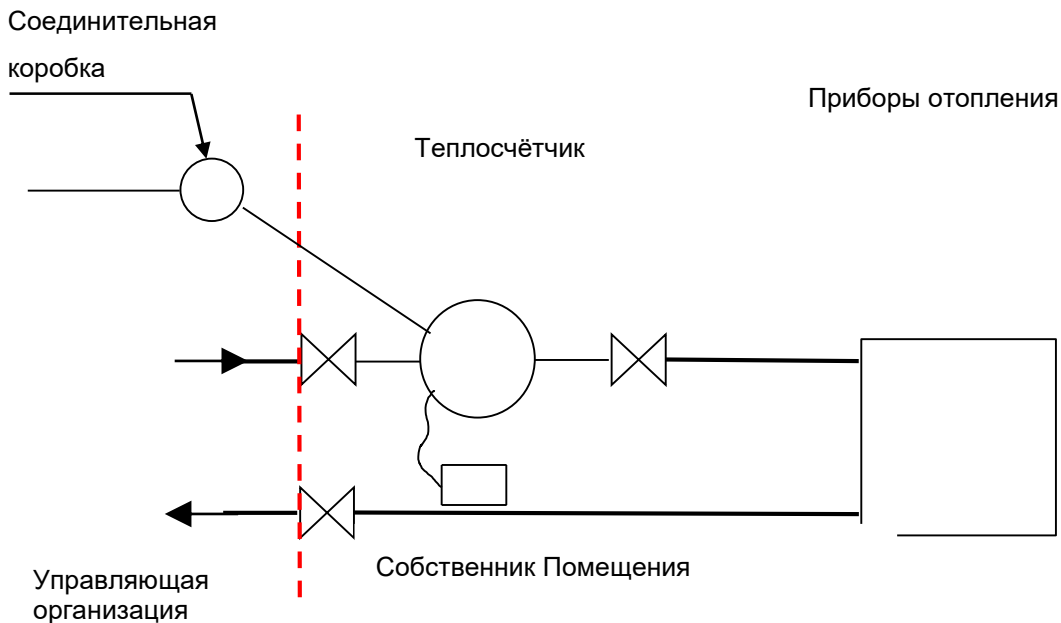 Соединительная
коробка
Приборы отопления
Теплосчётчик
Собственник Помещения
Управляющая
организация